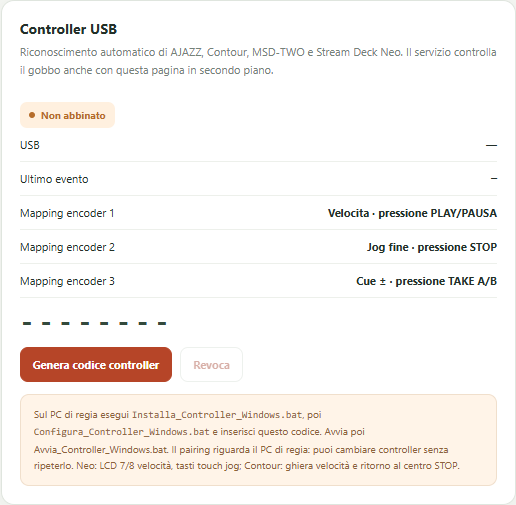 Controller USB
Riconoscimento automatico di AJAZZ, Contour, MSD-TWO e Stream Deck Neo. Il servizio controlla
il gobbo anche con questa pagina in secondo piano.
Non abbinato
USB —
Ultimo evento –
Mapping encoder 1 Velocita · pressione PLAY/PAUSA
Mapping encoder 2 Jog fine · pressione STOP
Mapping encoder 3 Cue ± · pressione TAKE A/B
- - - - - - - -
Genera codice controller Revoca
Sul PC di regia esegui Installa_Controller_Windows.bat, poi
Configura_Controller_Windows.bat e inserisci questo codice. Avvia poi
Avvia_Controller_Windows.bat. Il pairing riguarda il PC di regia: puoi cambiare controller senza
ripeterlo. Neo: LCD 7/8 velocità, tasti touch jog; Contour: ghiera velocità e ritorno al centro STOP.